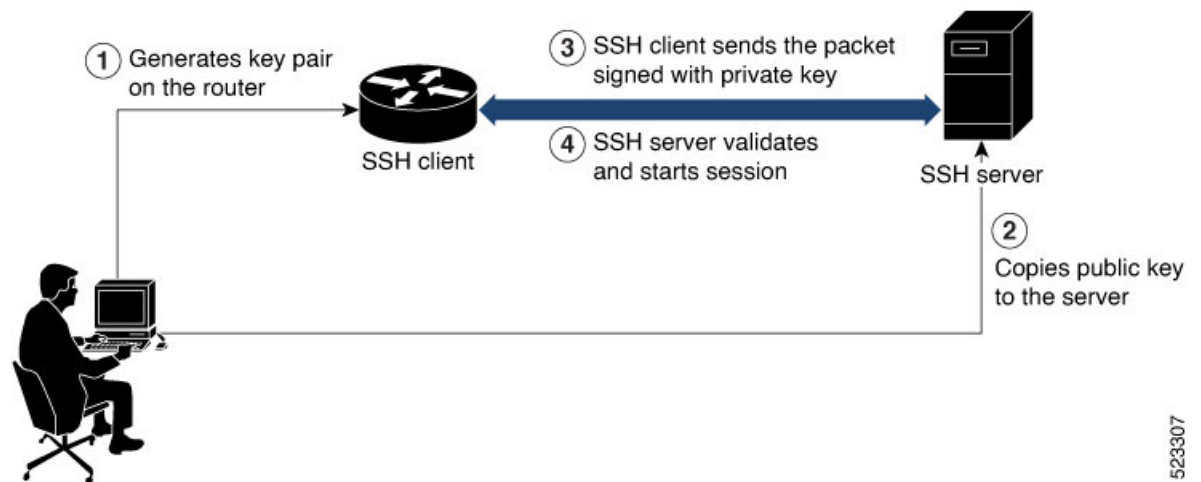 1 Generates key pair
on the router
SSH client
3 SSH client sends the packet
signed with private key
4 SSH server validates
and starts session
SSH server
2
Copies public key
to the server
523307